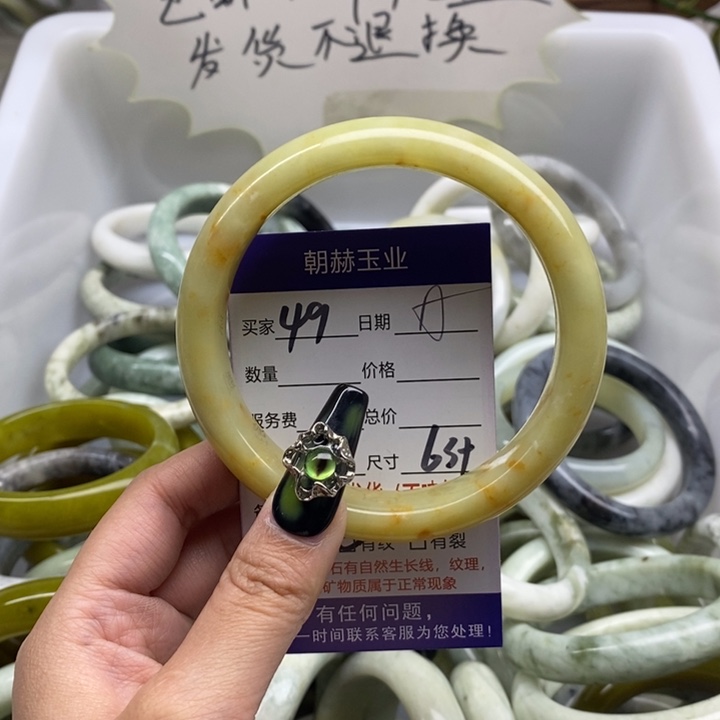 发货不退换
朝赫玉业
买家 49 日期
数量 价格
服务费 总价
尺寸 63+
有纹 有裂
石有自然生长线，纹理，
矿物质属于正常现象
有任何问题，
一时间联系客服为您处理！